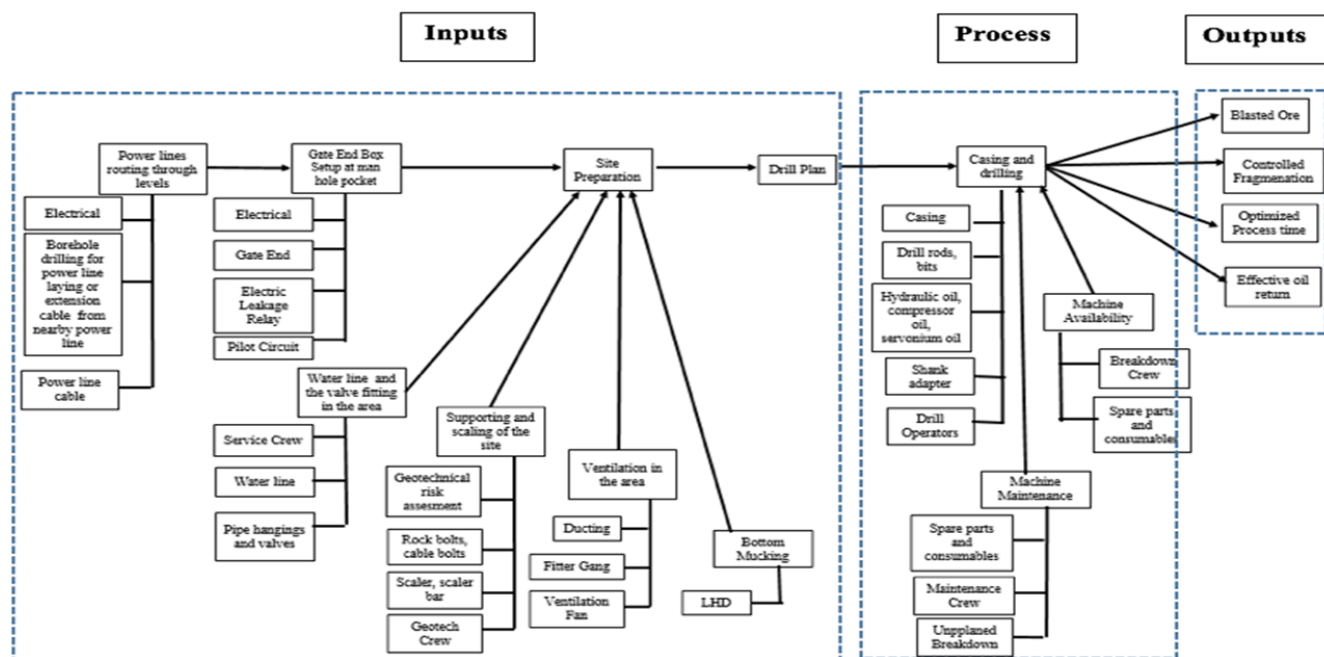 Inputs
Process
Outputs
Power lines
routing through
levels
Electrical
Borehole
drilling for
power line
laying or
extension
cable from
nearby power
line
Power line
cable
Gate End Box
Setup at man
hole pocket
Electrical
Gate End
Electric
Leakage
Relay
Pilot Circuit
Water line and
the valve fitting
in the area
Service Crew
Water line
Pipe hangings
and valves
Supporting and
scaling of the
site
Geotechnical
risk
assesment
Rock bolts,
cable bolts
Scaler, scaler
bar
Geotech
Crew
Site
Preparation
Ventilation in
the area
Ducting
Fitter Gang
Ventilation
Fan
Bottom
Mucking
LHD
Drill Plan
Casing and
drilling
Casing
Drill rods,
bits
Hydraulic oil,
compressor
oil,
servonium oil
Shank
adapter
Drill
Operators
Machine
Availability
Breakdown
Crew
Spare parts
and
consumables
Machine
Maintenance
Spare parts
and
consumables
Maintenance
Crew
Unpplaned
Breakdown
Blasted Ore
Controlled
Fragmenation
Optimized
Process time
Effective oil
return